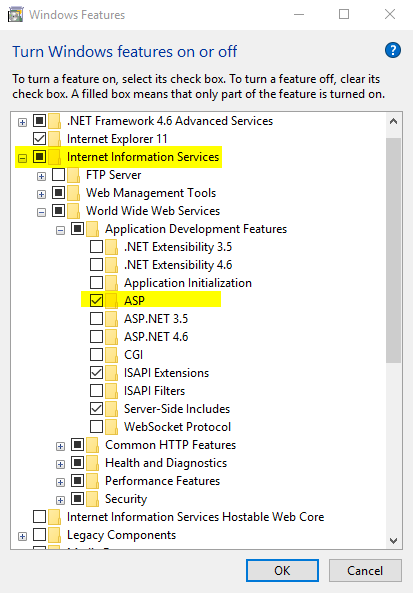 Windows Features
Turn Windows features on or off
To turn a feature on, select its check box. To turn a feature off, clear its
check box. A filled box means that only part of the feature is turned on.
.NET Framework 4.6 Advanced Services
Internet Explorer 11
Internet Information Services
FTP Server
Web Management Tools
World Wide Web Services
Application Development Features
.NET Extensibility 3.5
.NET Extensibility 4.6
Application Initialization
ASP
ASP.NET 3.5
ASP.NET 4.6
CGI
ISAPI Extensions
ISAPI Filters
Server-Side Includes
WebSocket Protocol
Common HTTP Features
Health and Diagnostics
Performance Features
Security
Internet Information Services Hostable Web Core
Legacy Components
OK
Cancel